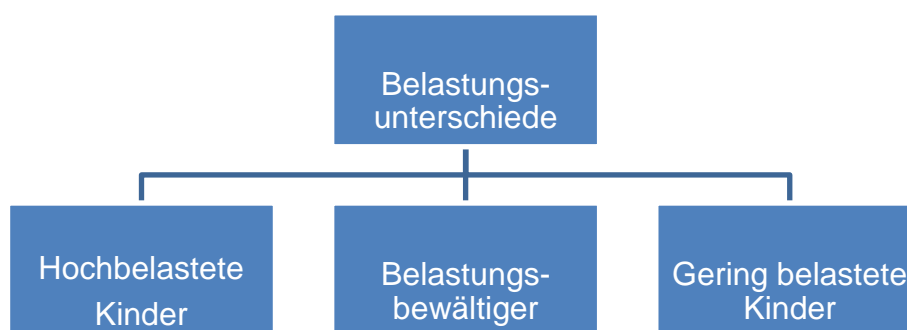 Belastungs-
unterschiede
Hochbelastete
Kinder
Belastungs-
bewältiger
Gering belastete
Kinder